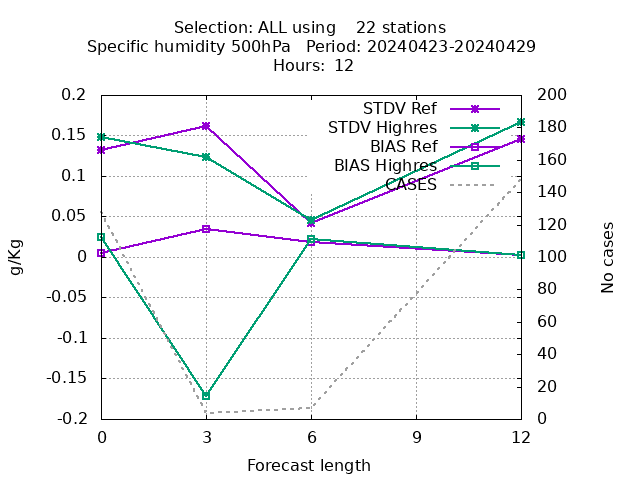 Selection: ALL using    22 stations
Specific humidity 500hPa   Period: 20240423-20240429
Hours:  12
STDV Ref
STDV Highres
BIAS Ref
BIAS Highres
CASES
0.2
0.15
0.1
0.05
0
-0.05
-0.1
-0.15
-0.2
g/Kg
200
180
160
140
120
100
80
60
40
20
0
No cases
0 3 6 9 12
Forecast length